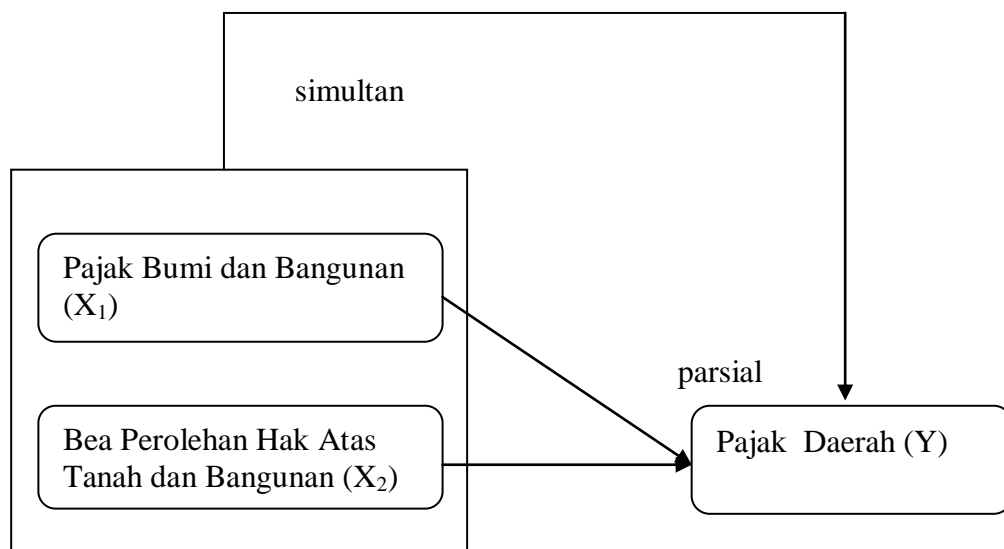 simultan
Pajak Bumi dan Bangunan
(X₁)
parsial
Bea Perolehan Hak Atas
Tanah dan Bangunan (X₂)
Pajak Daerah (Y)